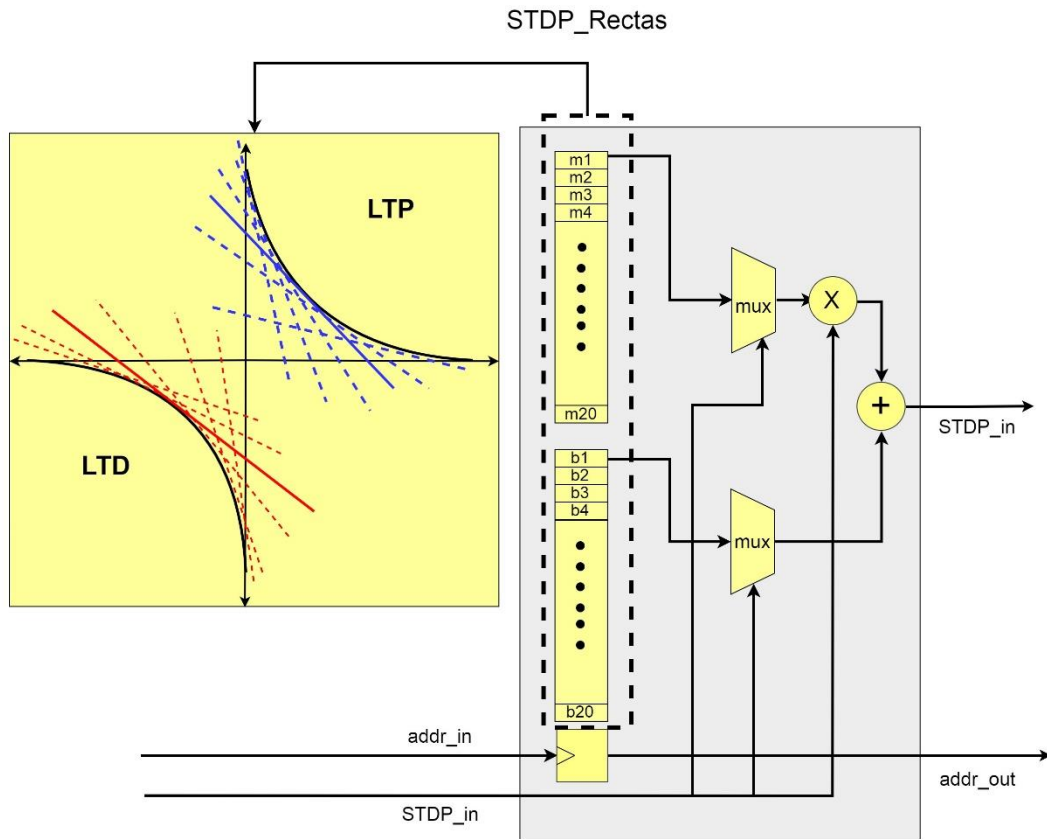 STDP_Rectas
LTP
LTD
m1
m2
m3
m4
m20
b1
b2
b3
b4
b20
mux
X
+
mux
STDP_in
addr_in
addr_out
STDP_in